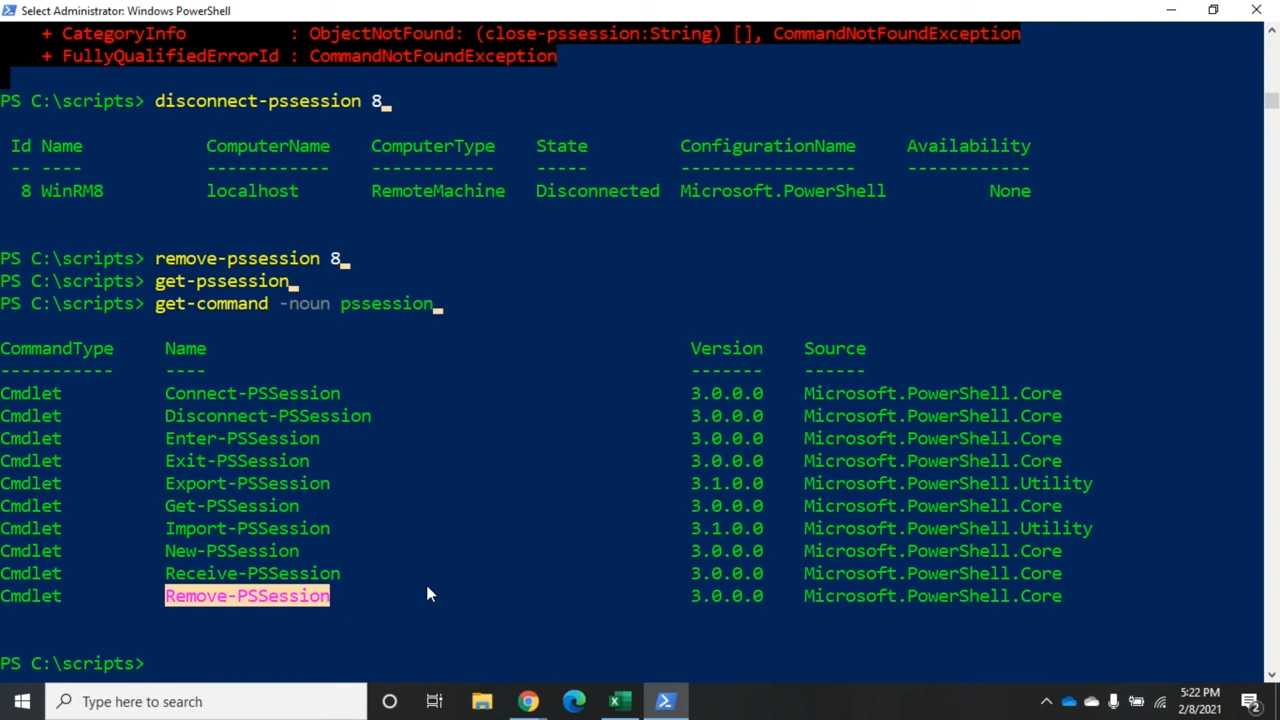 Select Administrator: Windows PowerShell
+ CategoryInfo : ObjectNotFound: (close-pssession:String) [], CommandNotFoundException
+ FullyQualifiedErrorId : CommandNotFoundException
PS C:\scripts> disconnect-pssession 8
Id Name ComputerName ComputerType State ConfigurationName Availability
-- ---- ------------ ------------ ----- ----------------- ------------
8 WinRM8 localhost RemoteMachine Disconnected Microsoft.PowerShell None
PS C:\scripts> remove-pssession 8
PS C:\scripts> get-pssession
PS C:\scripts> get-command -noun pssession
CommandType Name Version Source
----------- ---- ------- ------
Cmdlet Connect-PSSession 3.0.0.0 Microsoft.PowerShell.Core
Cmdlet Disconnect-PSSession 3.0.0.0 Microsoft.PowerShell.Core
Cmdlet Enter-PSSession 3.0.0.0 Microsoft.PowerShell.Core
Cmdlet Exit-PSSession 3.0.0.0 Microsoft.PowerShell.Core
Cmdlet Export-PSSession 3.1.0.0 Microsoft.PowerShell.Utility
Cmdlet Get-PSSession 3.0.0.0 Microsoft.PowerShell.Core
Cmdlet Import-PSSession 3.1.0.0 Microsoft.PowerShell.Utility
Cmdlet New-PSSession 3.0.0.0 Microsoft.PowerShell.Core
Cmdlet Receive-PSSession 3.0.0.0 Microsoft.PowerShell.Core
Cmdlet Remove-PSSession 3.0.0.0 Microsoft.PowerShell.Core
PS C:\scripts>
Type here to search
5:22 PM
2/8/2021
2